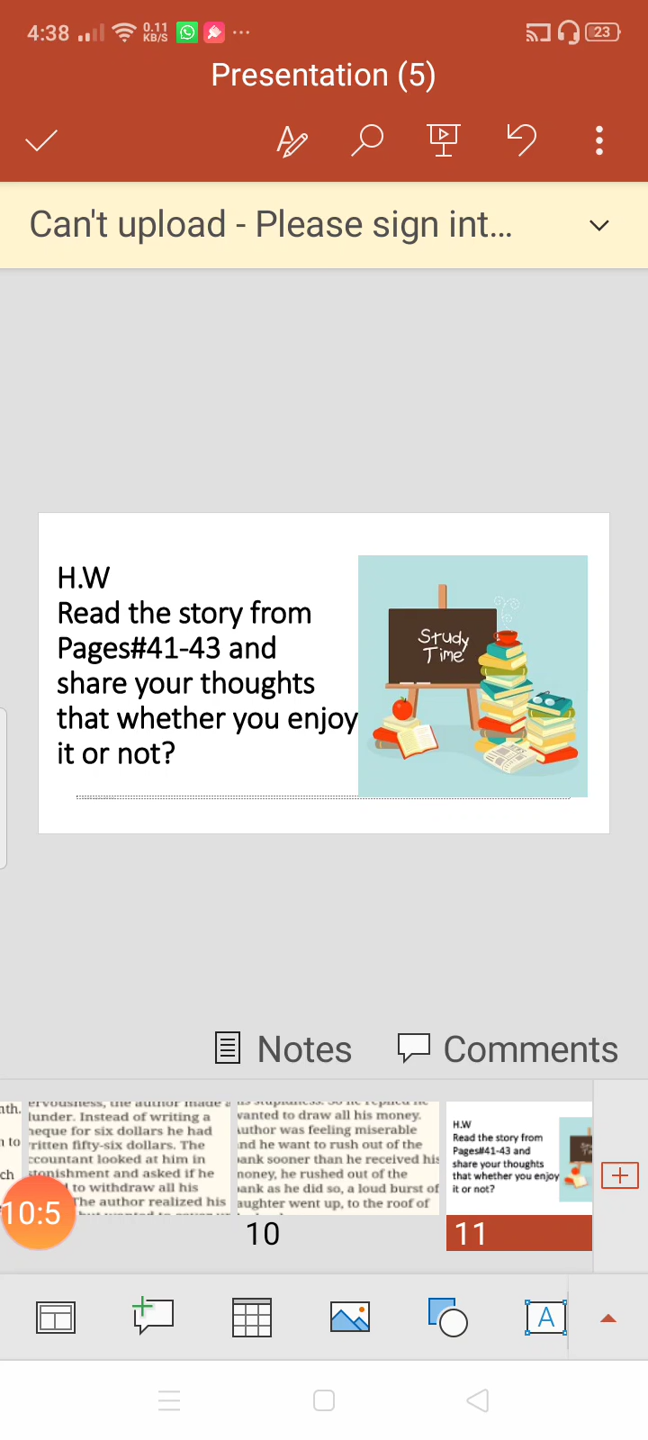 4:38 0.11 KB/S 23
Presentation (5)
Can't upload - Please sign int...
H.W
Read the story from
Pages#41-43 and
share your thoughts
that whether you enjoy
it or not?
Study
Time
Notes Comments
made a
lunder. Instead of writing a
heque for six dollars he had
ritten fifty-six dollars. The
ccountant looked at him in
stonishment and asked if he
to withdraw all his
he author realized his
vanted to draw all his money.
uthor was feeling miserable
nd he want to rush out of the
ank sooner than he received his
noney, he rushed out of the
ank as he did so, a loud burst of
aughter went up, to the roof of
10
H.W
Read the story from
Pages#41-43 and
share your thoughts
that whether you enjoy
it or not?
11
10:5
A